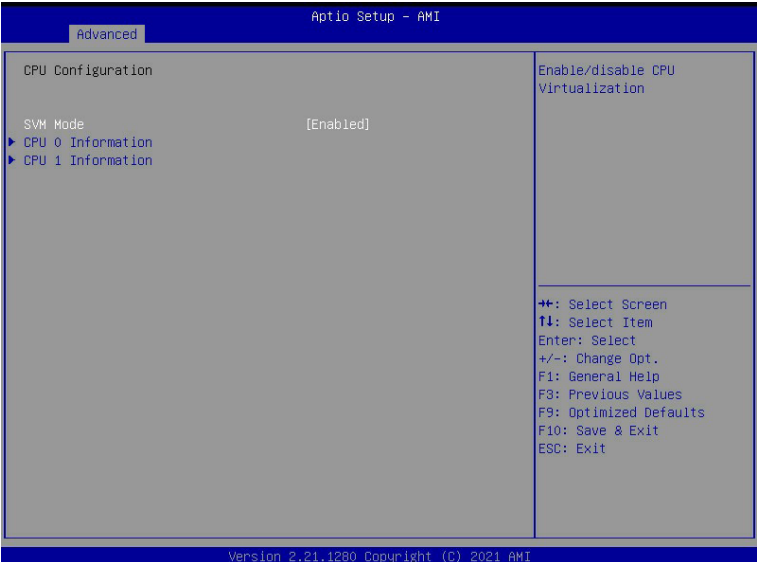 Aptio Setup – AMI
Advanced
CPU Configuration
SVM Mode [Enabled]
CPU 0 Information
CPU 1 Information
Enable/disable CPU
Virtualization
→←: Select Screen
↑↓: Select Item
Enter: Select
+/-: Change Opt.
F1: General Help
F3: Previous Values
F9: Optimized Defaults
F10: Save & Exit
ESC: Exit
Version 2.21.1280 Copyright (C) 2021 AMI